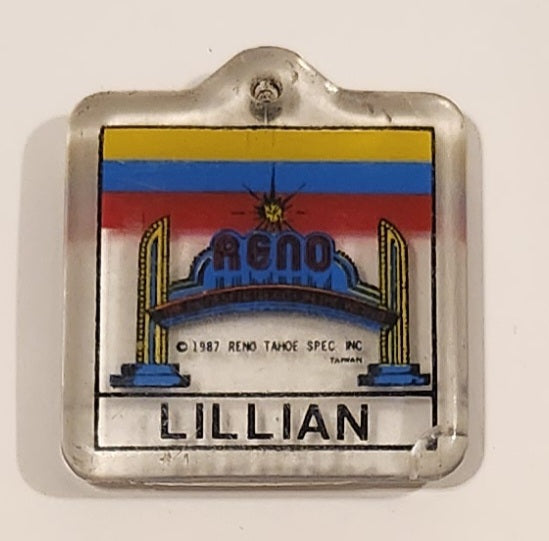 RENO
© 1987 RENO TAHOE SPEC INC
TAIWAN
LILLIAN